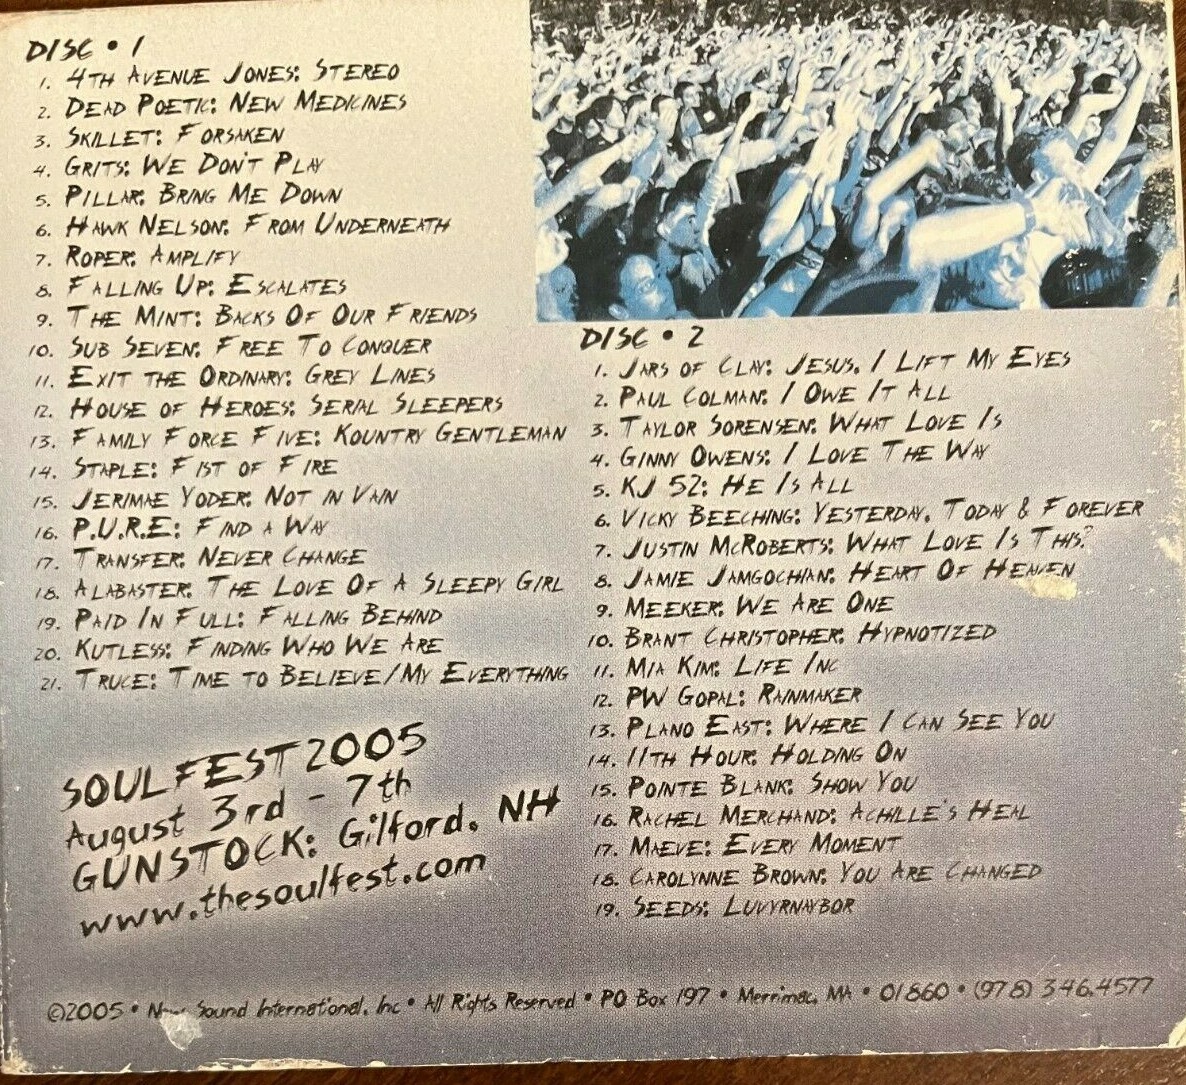 DISC • 1
1. 4TH AVENUE JONES: STEREO
2. DEAD POETIC: NEW MEDICINES
3. SKILLET: FORSAKEN
4. GRITS: WE DON'T PLAY
5. PILLAR: BRING ME DOWN
6. HAWK NELSON: FROM UNDERNEATH
7. ROPER: AMPLIFY
8. FALLING UP: ESCALATES
9. THE MINT: BACKS OF OUR FRIENDS
10. SUB SEVEN: FREE TO CONQUER
11. EXIT THE ORDINARY: GREY LINES
12. HOUSE OF HEROES: SERIAL SLEEPERS
13. FAMILY FORCE FIVE: KOUNTRY GENTLEMAN
14. STAPLE: FIST OF FIRE
15. JERIMAE YODER: NOT IN VAIN
16. P.U.R.E: FIND A WAY
17. TRANSFER: NEVER CHANGE
18. ALABASTER: THE LOVE OF A SLEEPY GIRL
19. PAID IN FULL: FALLING BEHIND
20. KUTLESS: FINDING WHO WE ARE
21. TRUCE: TIME TO BELIEVE/MY EVERYTHING
DISC • 2
1. JARS OF CLAY: JESUS, I LIFT MY EYES
2. PAUL COLMAN: I OWE IT ALL
3. TAYLOR SORENSEN: WHAT LOVE IS
4. GINNY OWENS: I LOVE THE WAY
5. KJ 52: HE IS ALL
6. VICKY BEECHING: YESTERDAY, TODAY & FOREVER
7. JUSTIN MCROBERTS: WHAT LOVE IS THIS?
8. JAMIE JAMGOCHIAN: HEART OF HEAVEN
9. MEEKER: WE ARE ONE
10. BRANT CHRISTOPHER: HYPNOTIZED
11. MIA KIM: LIFE INC
12. PW GOPAL: RAINMAKER
13. PLANO EAST: WHERE I CAN SEE YOU
14. 11TH HOUR: HOLDING ON
15. POINTE BLANK: SHOW YOU
16. RACHEL MERCHAND: ACHILLE'S HEAL
17. MAEVE: EVERY MOMENT
18. CAROLYNNE BROWN: YOU ARE CHANGED
19. SEEDS: LUVYRNAYBOR
SOULFEST 2005
August 3rd - 7th
GUNSTOCK: Gilford, NH
www.thesoulfest.com
©2005 • New Sound International, Inc • All Rights Reserved • PO Box 197 • Merrimac, MA • 01860 • (978) 346.4577